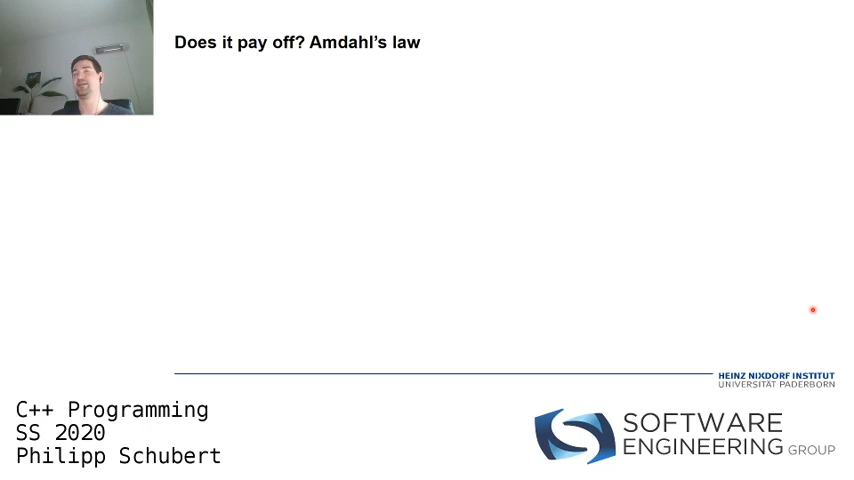 Does it pay off? Amdahl's law
HEINZ NIXDORF INSTITUT
UNIVERSITÄT PADERBORN
C++ Programming
SS 2020
Philipp Schubert
SOFTWARE
ENGINEERING GROUP